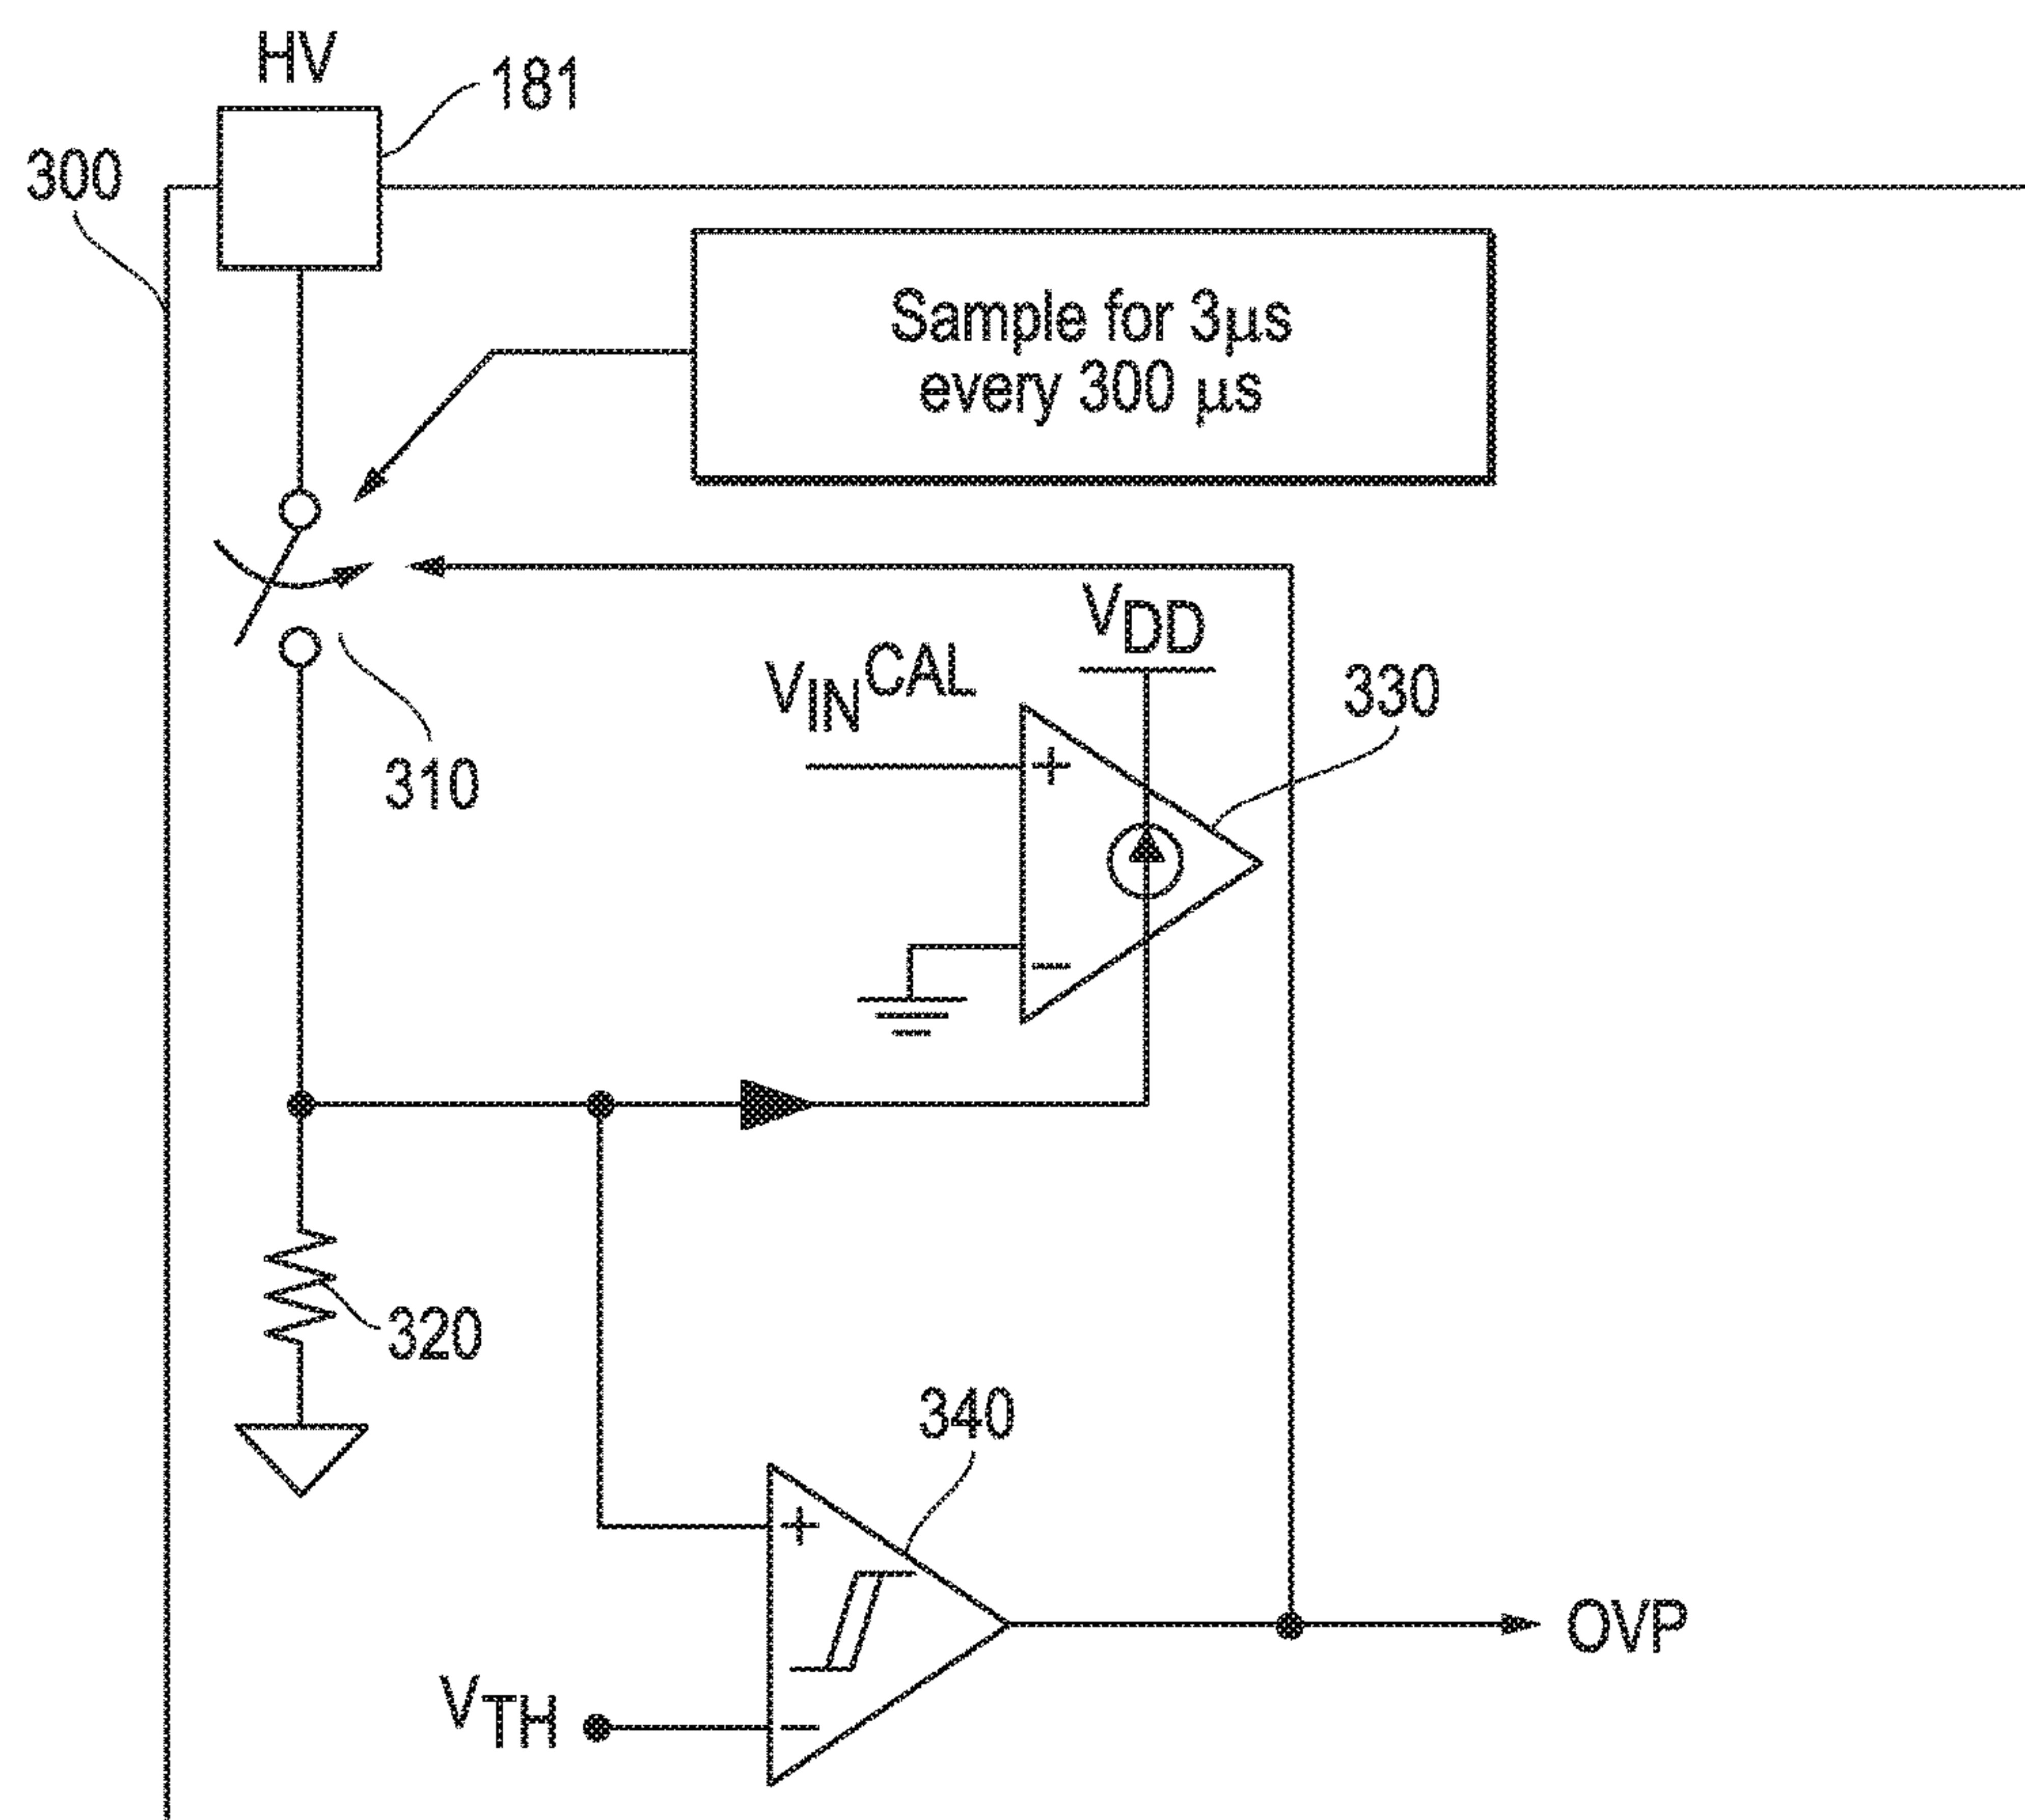 HV
181
300
Sample for 3µs
every 300 µs
VDD
VINCAL
330
310
+
−
320
340
+
OVP
VTH
−